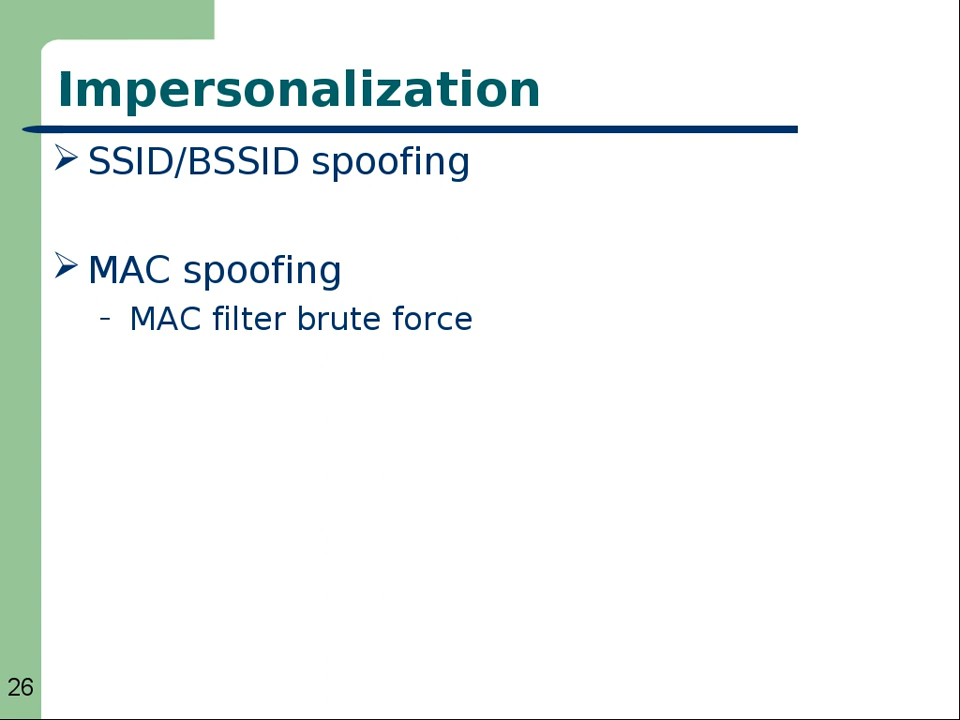 Impersonalization
➢ SSID/BSSID spoofing
➢ MAC spoofing
– MAC filter brute force
26